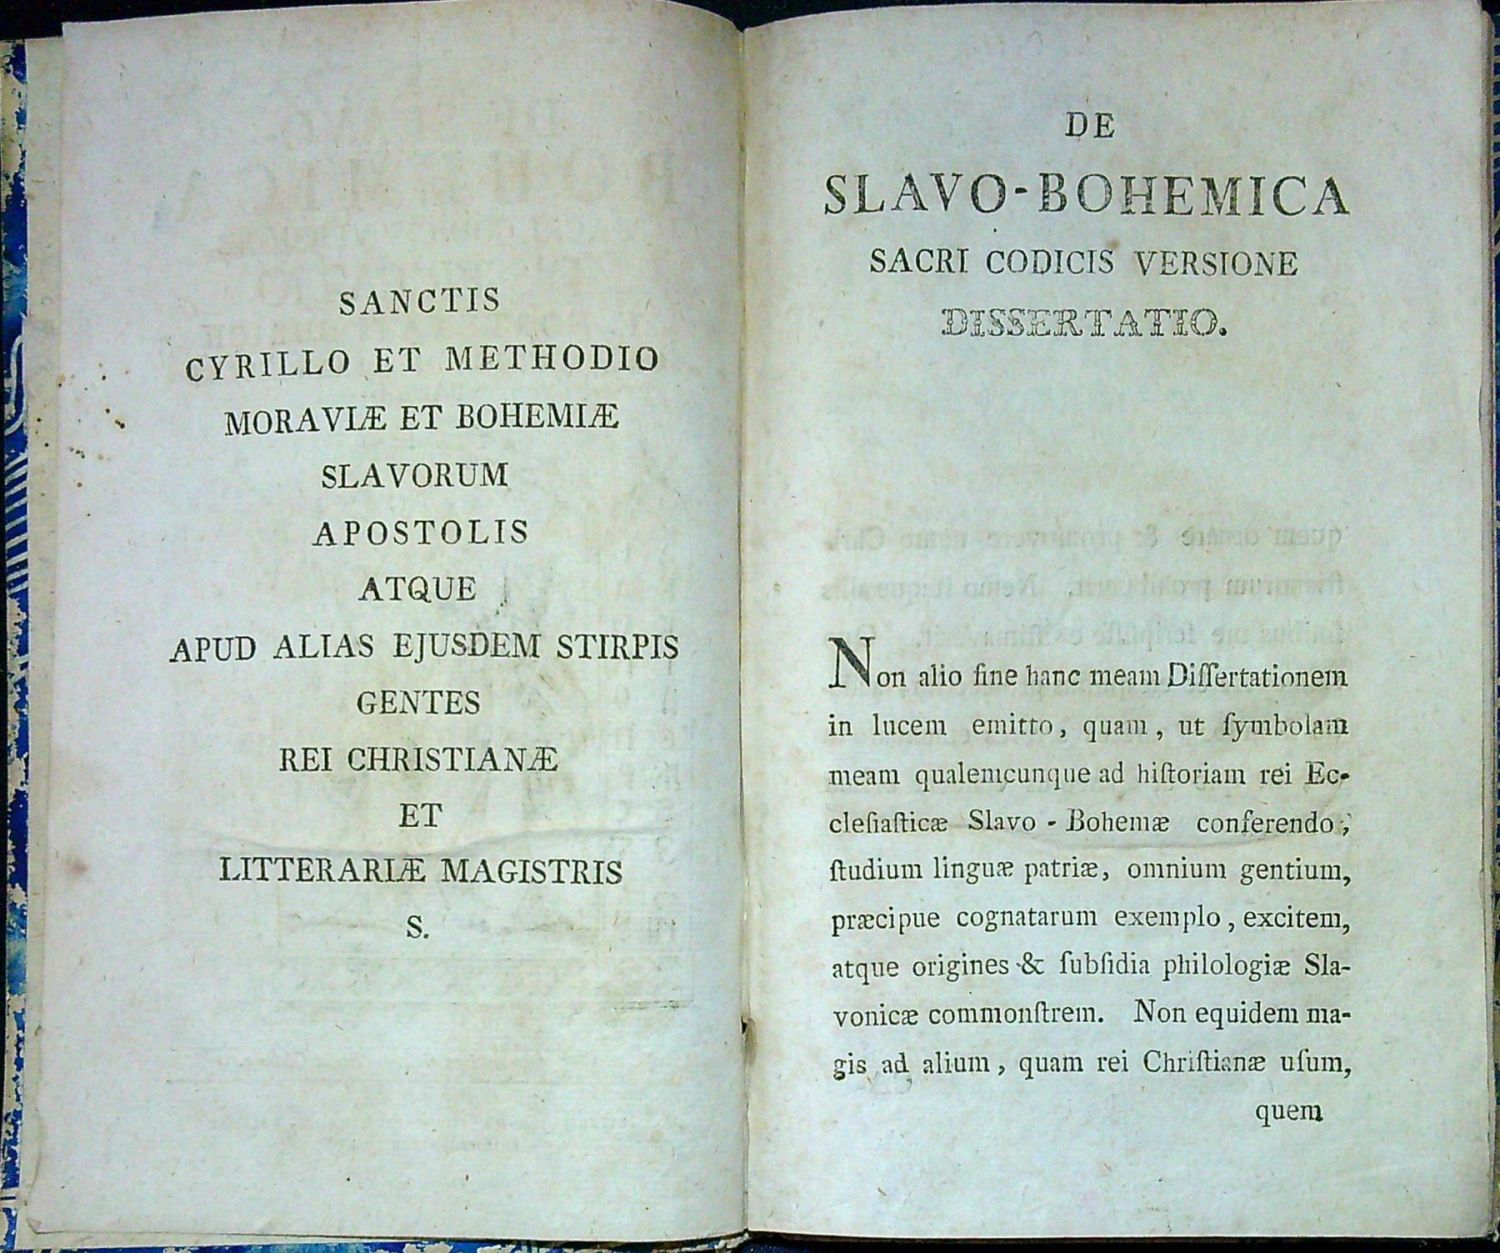 SANCTIS
CYRILLO ET METHODIO
MORAVIÆ ET BOHEMIÆ
SLAVORUM
APOSTOLIS
ATQUE
APUD ALIAS EJUSDEM STIRPIS
GENTES
REI CHRISTIANÆ
ET
LITTERARIÆ MAGISTRIS
S.
DE
SLAVO-BOHEMICA
SACRI CODICIS VERSIONE
DISSERTATIO.
Non alio fine hanc meam Diſſertationem
in lucem emitto, quam, ut ſymbolam
meam qualemcunque ad hiſtoriam rei Ec-
cleſiaſticæ Slavo-Bohemæ conferendo,
ſtudium linguæ patriæ, omnium gentium,
præcipue cognatarum exemplo, excitem,
atque origines & ſubſidia philologiæ Sla-
vonicæ commonſtrem. Non equidem ma-
gis ad alium, quam rei Chriſtianæ uſum,
quem